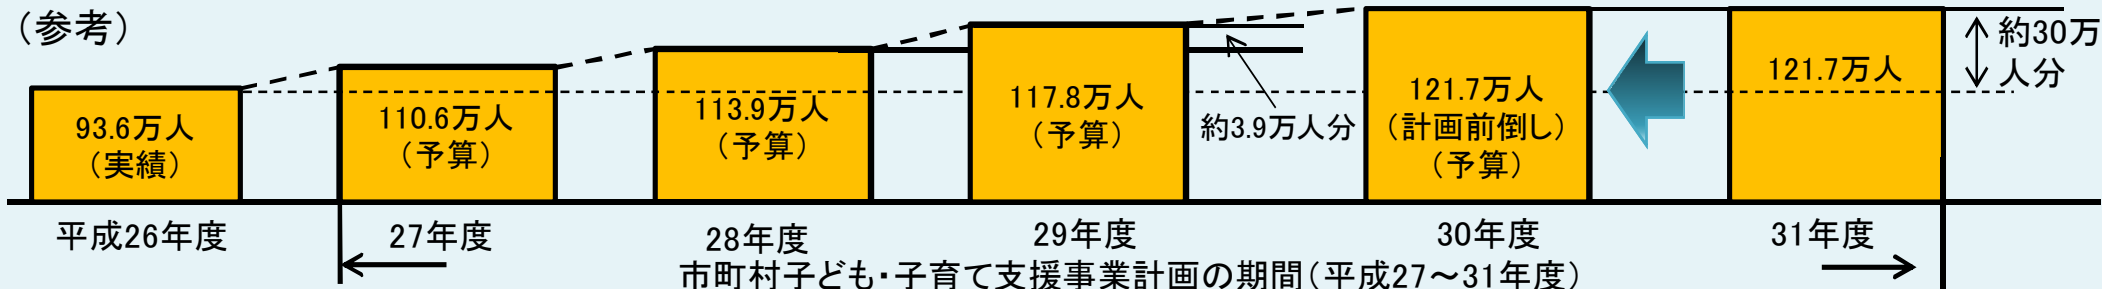 （参考）
93.6万人
（実績）
110.6万人
（予算）
113.9万人
（予算）
117.8万人
（予算）
約3.9万人分
121.7万人
（計画前倒し）
（予算）
121.7万人
約30万
人分
平成26年度
27年度
28年度
29年度
30年度
31年度
市町村子ども・子育て支援事業計画の期間（平成27～31年度）